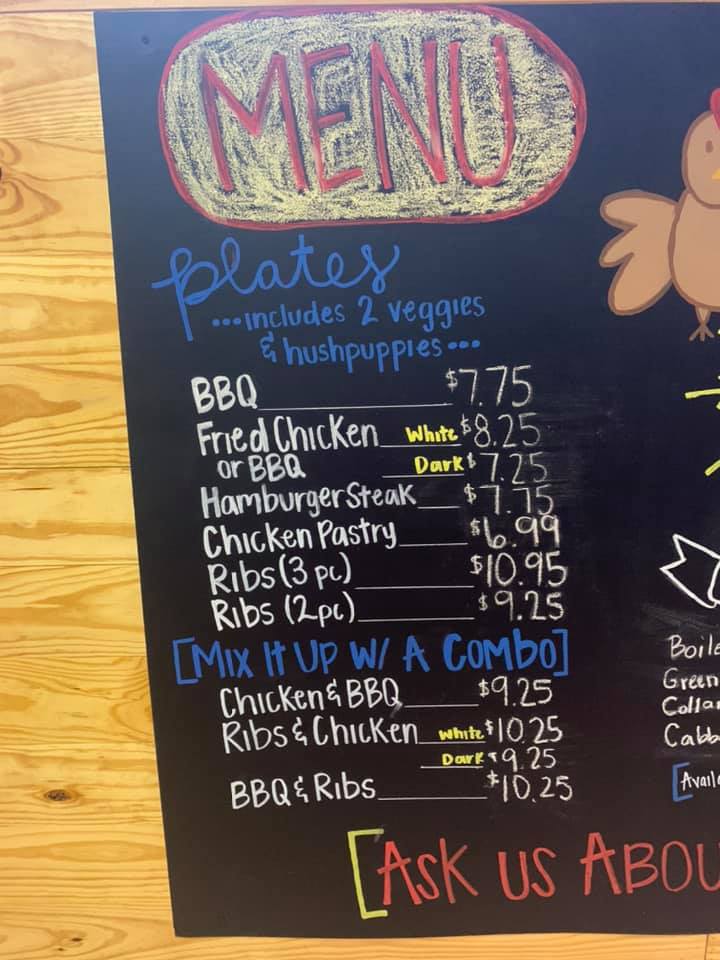 MENU
plates
...includes 2 veggies
& hushpuppies...
BBQ $7.75
Fried Chicken White $8.25
or BBQ Dark $7.25
Hamburger Steak $7.75
Chicken Pastry $6.99
Ribs (3 pc) $10.95
Ribs (2pc) $9.25
[Mix It Up W/ A Combo]
Chicken & BBQ $9.25
Ribs & Chicken White $10.25
Dark $9.25
BBQ & Ribs $10.25
Green
[Ask us